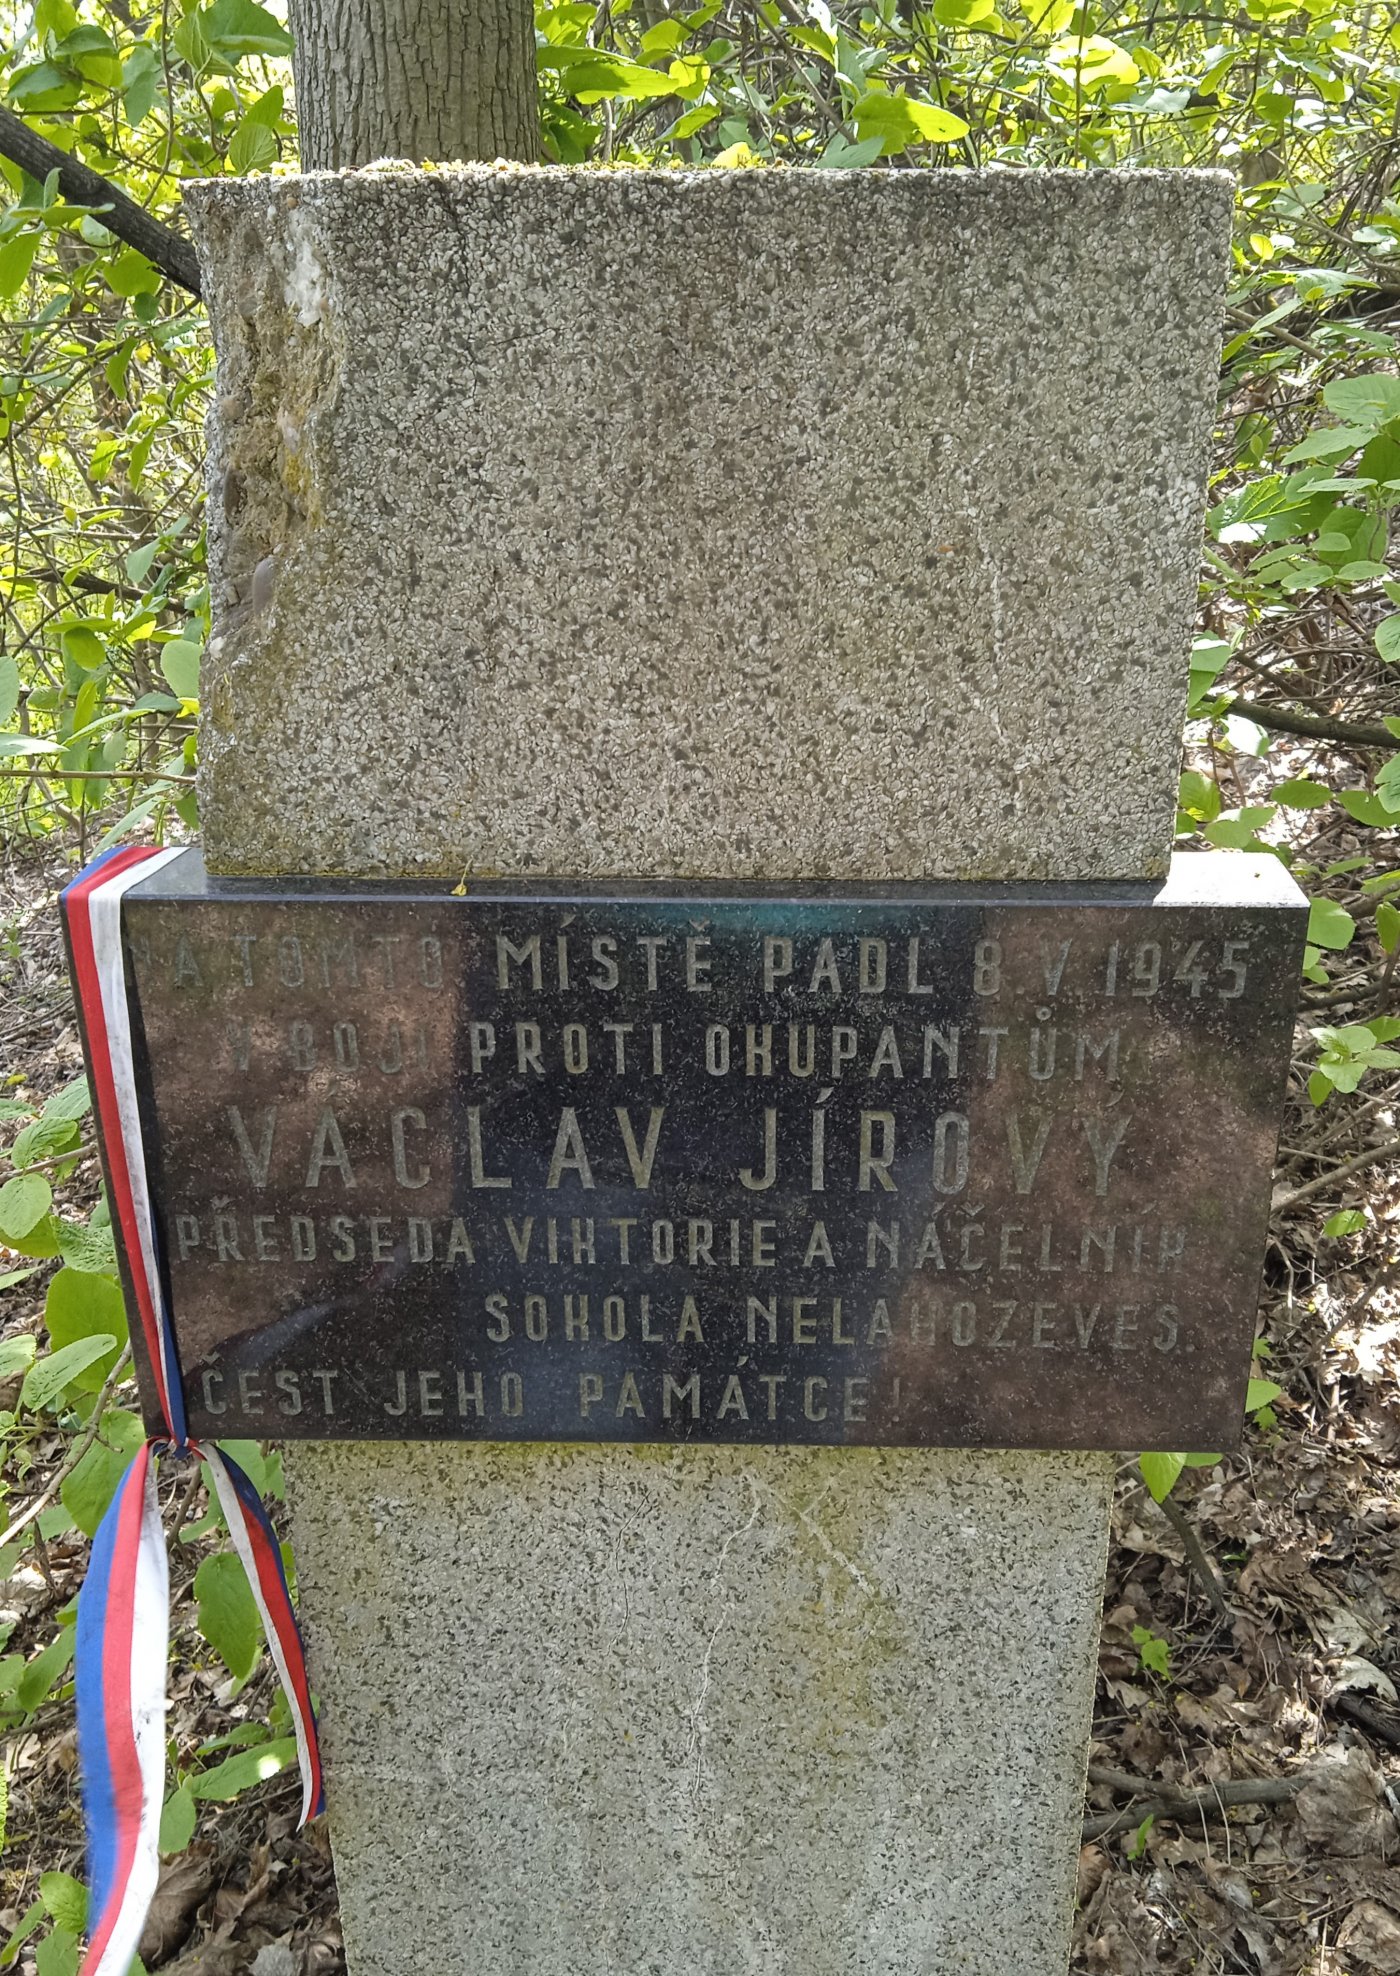 NA TOMTO MÍSTĚ PADL 8. V. 1945
V BOJI PROTI OKUPANTŮM
VÁCLAV JÍROVÝ
PŘEDSEDA VIKTORIE A NÁČELNÍK
SOKOLA NELAHOZEVES.
ČEST JEHO PAMÁTCE!